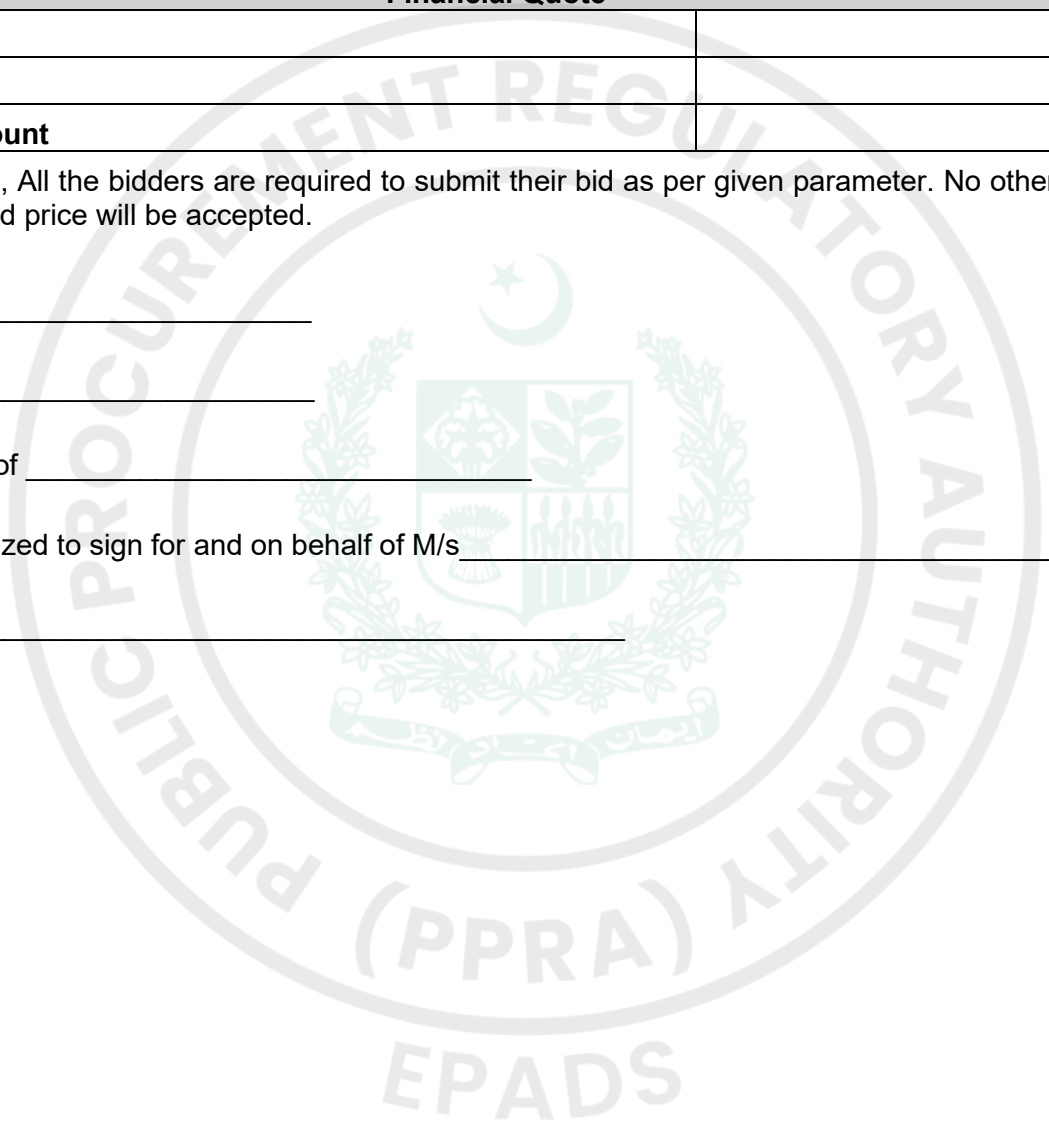 Financial Quote
ount
, All the bidders are required to submit their bid as per given parameter. No other
d price will be accepted.
of
zed to sign for and on behalf of M/s
PUBLIC PROCUREMENT REGULATORY AUTHORITY
(PPRA)
EPADS